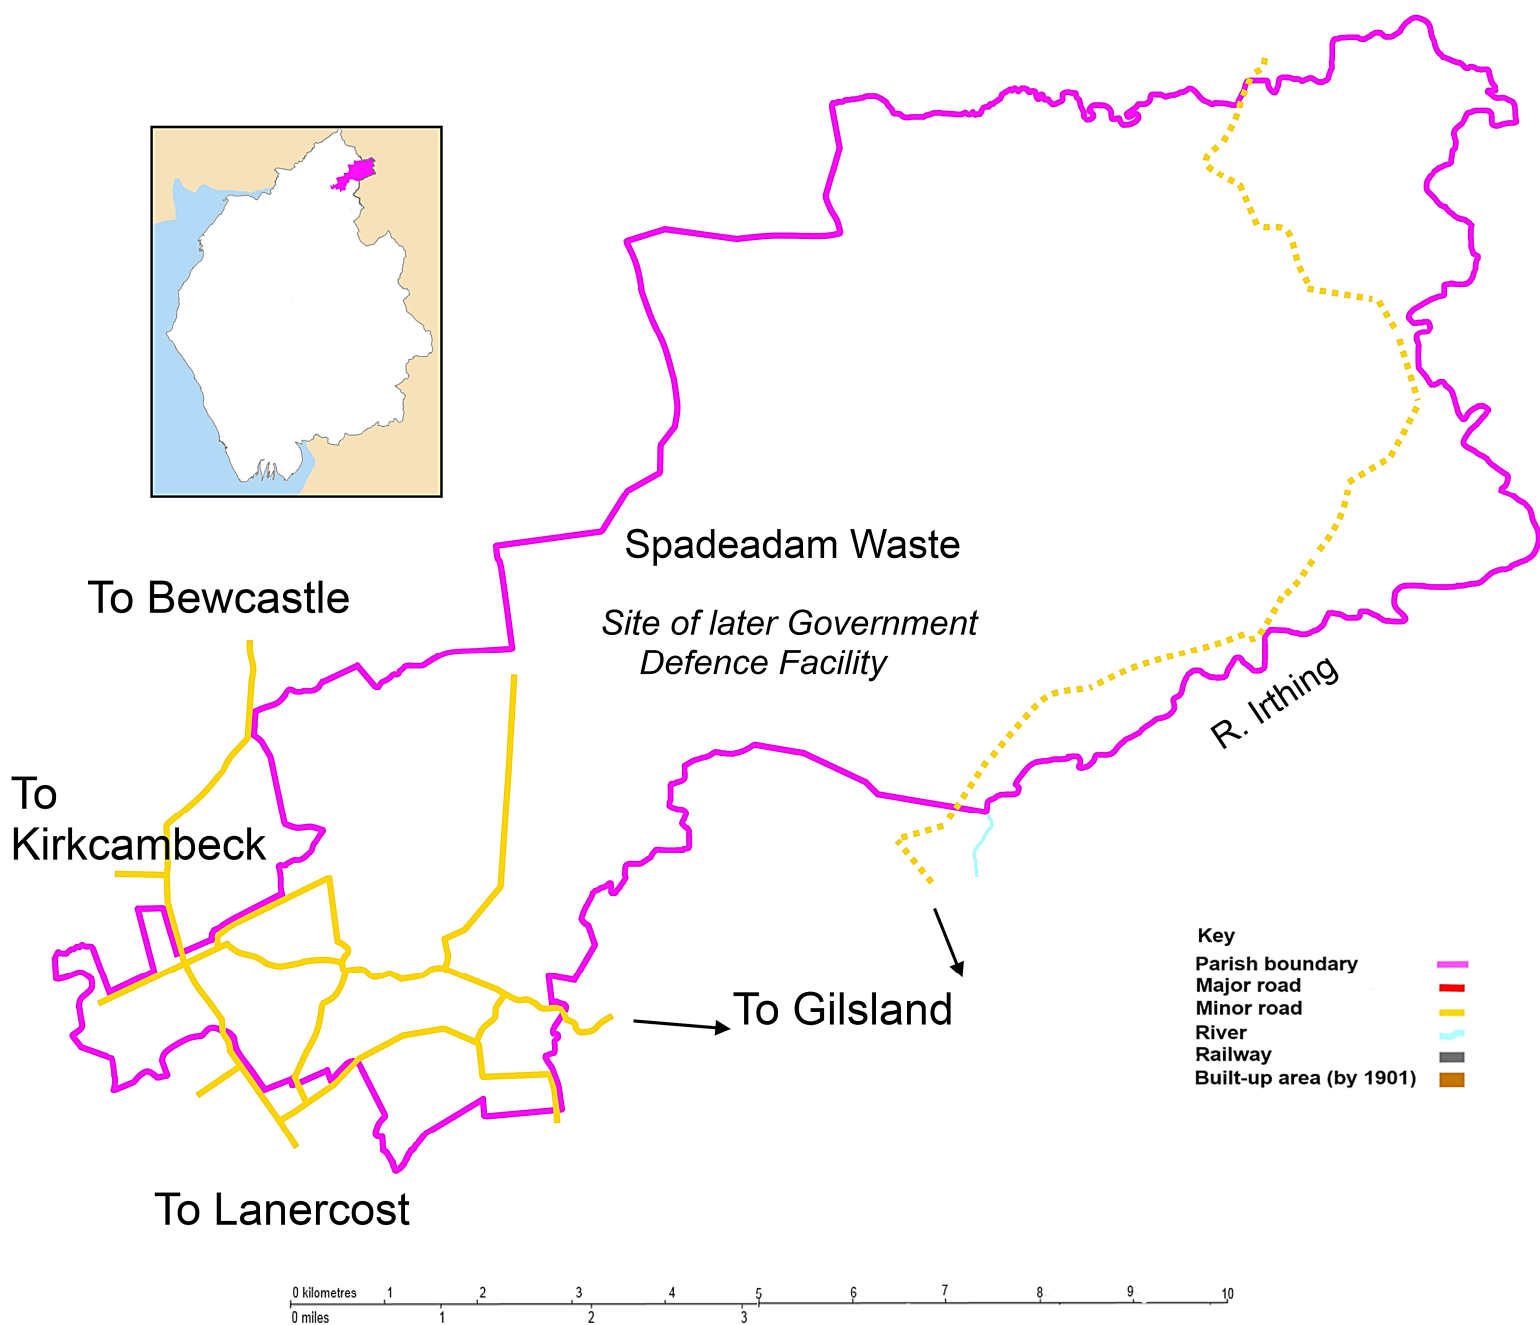 Spadeadam Waste
Site of later Government
Defence Facility
To Bewcastle
R. Irthing
To
Kirkcambeck
To Gilsland
To Lanercost
Key
Parish boundary
Major road
Minor road
River
Railway
Built-up area (by 1901)
0 kilometres 1 2 3 4 5 6 7 8 9 10
0 miles 1 2 3